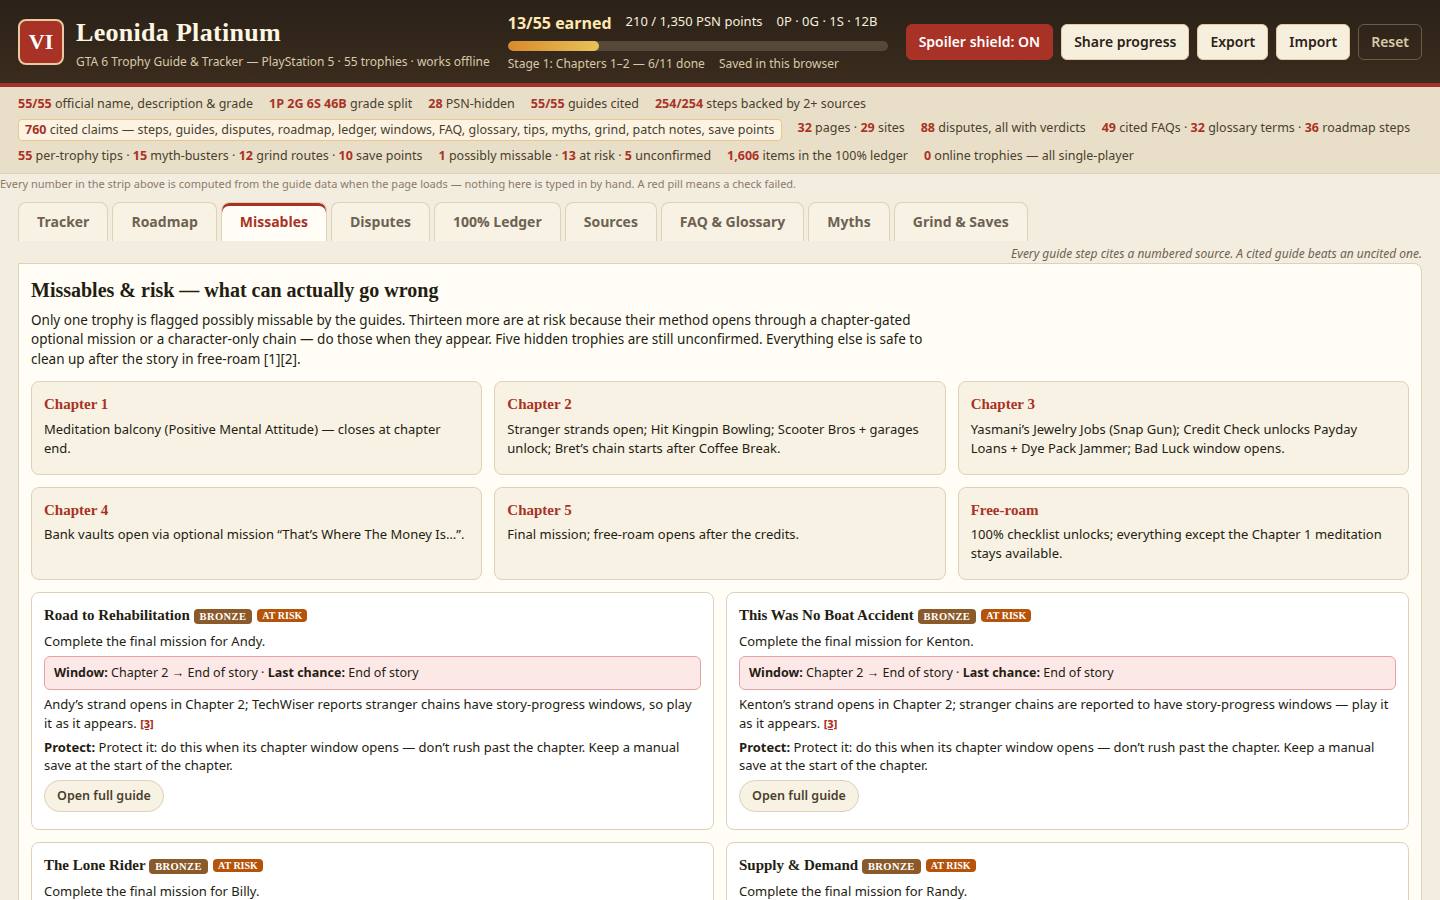 VI
Leonida Platinum
GTA 6 Trophy Guide & Tracker — PlayStation 5 · 55 trophies · works offline
13/55 earned 210 / 1,350 PSN points 0P · 0G · 1S · 12B
Stage 1: Chapters 1–2 — 6/11 done Saved in this browser
Spoiler shield: ON Share progress Export Import Reset
55/55 official name, description & grade 1P 2G 6S 46B grade split 28 PSN-hidden 55/55 guides cited 254/254 steps backed by 2+ sources
760 cited claims — steps, guides, disputes, roadmap, ledger, windows, FAQ, glossary, tips, myths, grind, patch notes, save points 32 pages · 29 sites 88 disputes, all with verdicts 49 cited FAQs · 32 glossary terms · 36 roadmap steps
55 per-trophy tips · 15 myth-busters · 12 grind routes · 10 save points 1 possibly missable · 13 at risk · 5 unconfirmed 1,606 items in the 100% ledger 0 online trophies — all single-player
Every number in the strip above is computed from the guide data when the page loads — nothing here is typed in by hand. A red pill means a check failed.
Tracker Roadmap Missables Disputes 100% Ledger Sources FAQ & Glossary Myths Grind & Saves
Every guide step cites a numbered source. A cited guide beats an uncited one.
Missables & risk — what can actually go wrong
Only one trophy is flagged possibly missable by the guides. Thirteen more are at risk because their method opens through a chapter-gated
optional mission or a character-only chain — do those when they appear. Five hidden trophies are still unconfirmed. Everything else is safe to
clean up after the story in free-roam [1][2].
Chapter 1
Meditation balcony (Positive Mental Attitude) — closes at chapter
end.
Chapter 2
Stranger strands open; Hit Kingpin Bowling; Scooter Bros + garages
unlock; Bret’s chain starts after Coffee Break.
Chapter 3
Yasmani’s Jewelry Jobs (Snap Gun); Credit Check unlocks Payday
Loans + Dye Pack Jammer; Bad Luck window opens.
Chapter 4
Bank vaults open via optional mission “That’s Where The Money Is…”.
Chapter 5
Final mission; free-roam opens after the credits.
Free-roam
100% checklist unlocks; everything except the Chapter 1 meditation
stays available.
Road to Rehabilitation BRONZE AT RISK
Complete the final mission for Andy.
Window: Chapter 2 → End of story · Last chance: End of story
Andy’s strand opens in Chapter 2; TechWiser reports stranger chains have story-progress windows, so play
it as it appears. [3]
Protect: Protect it: do this when its chapter window opens — don’t rush past the chapter. Keep a manual
save at the start of the chapter.
Open full guide
This Was No Boat Accident BRONZE AT RISK
Complete the final mission for Kenton.
Window: Chapter 2 → End of story · Last chance: End of story
Kenton’s strand opens in Chapter 2; stranger chains are reported to have story-progress windows — play it
as it appears. [3]
Protect: Protect it: do this when its chapter window opens — don’t rush past the chapter. Keep a manual
save at the start of the chapter.
Open full guide
The Lone Rider BRONZE AT RISK
Complete the final mission for Billy.
Supply & Demand BRONZE AT RISK
Complete the final mission for Randy.